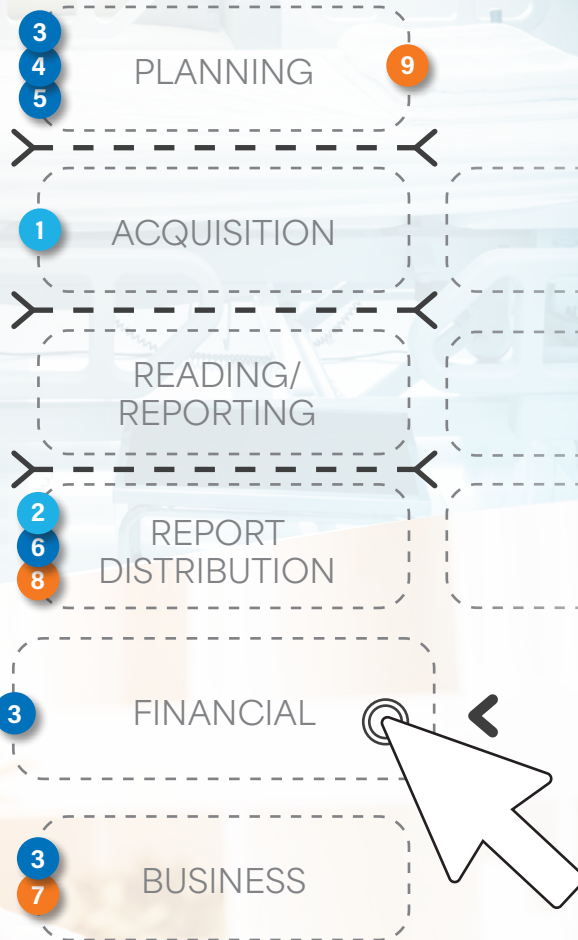 3
4
5
PLANNING
9
1
ACQUISITION
READING/
REPORTING
2
6
8
REPORT
DISTRIBUTION
3
FINANCIAL
3
7
BUSINESS